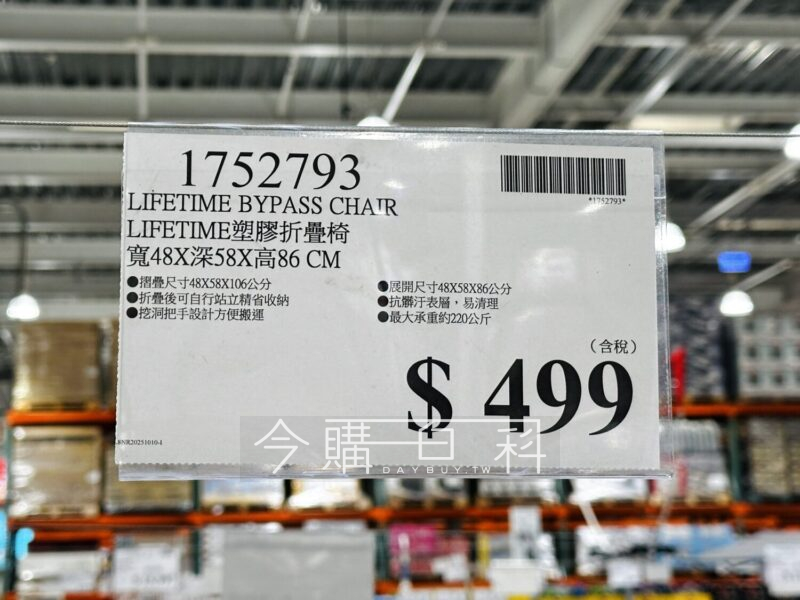 1752793
*1752793*
LIFETIME BYPASS CHAIR
LIFETIME塑膠折疊椅
寬48X深58X高86 CM
●摺疊尺寸48X58X106公分
●折疊後可自行站立精省收納
●挖洞把手設計方便搬運
●展開尺寸48X58X86公分
●抗髒汙表層，易清理
●最大承重約220公斤
（含稅）
$ 499
今購百科
DAYBUY.TW